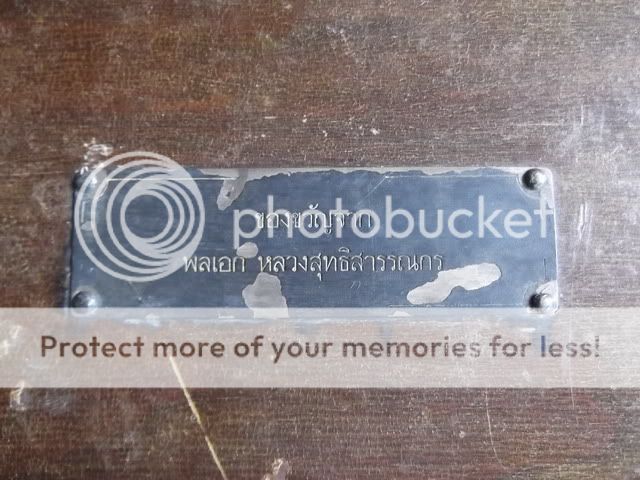 ของขวัญจาก
photobucket
พลเอก หลวงสุทธิสารรณกร
Protect more of your memories for less!